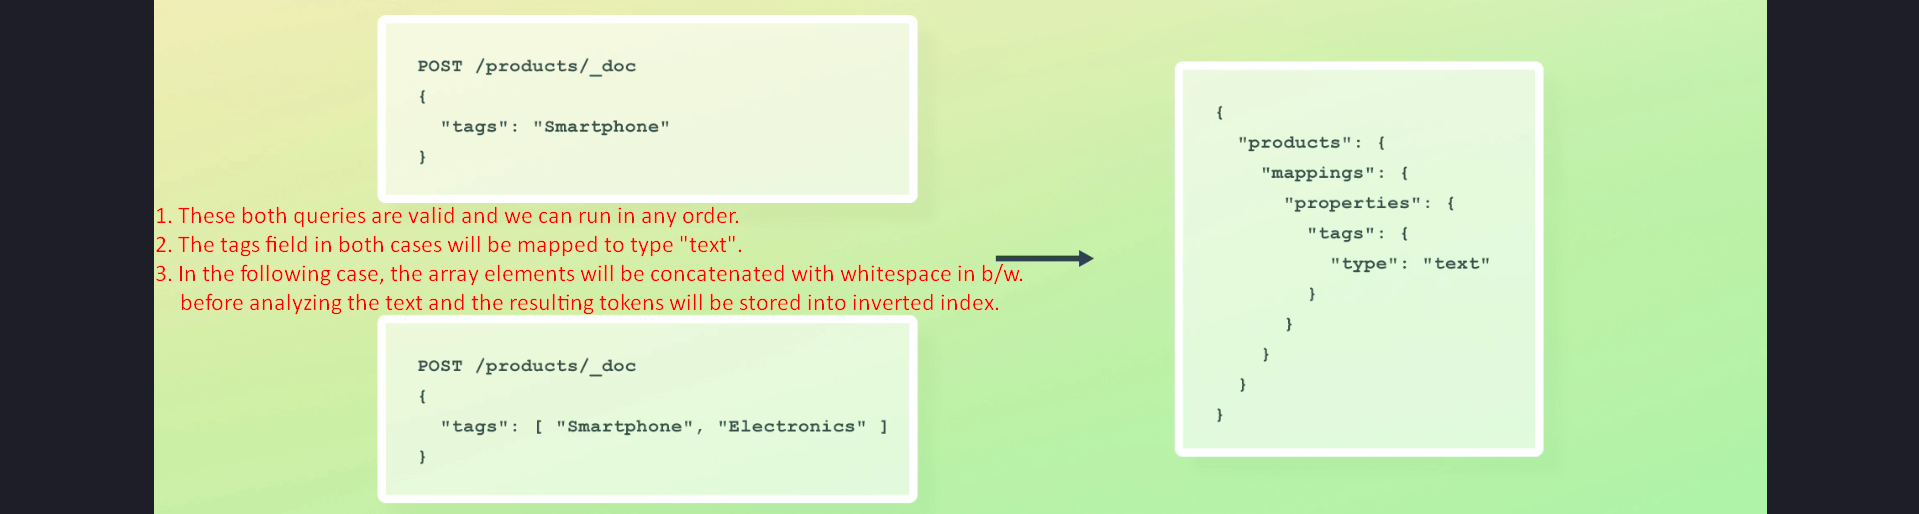 POST /products/_doc
{
"tags": "Smartphone"
}
1. These both queries are valid and we can run in any order.
2. The tags field in both cases will be mapped to type "text".
3. In the following case, the array elements will be concatenated with whitespace in b/w.
before analyzing the text and the resulting tokens will be stored into inverted index.
POST /products/_doc
{
"tags": [ "Smartphone", "Electronics" ]
}
{
"products": {
"mappings": {
"properties": {
"tags": {
"type": "text"
}
}
}
}
}